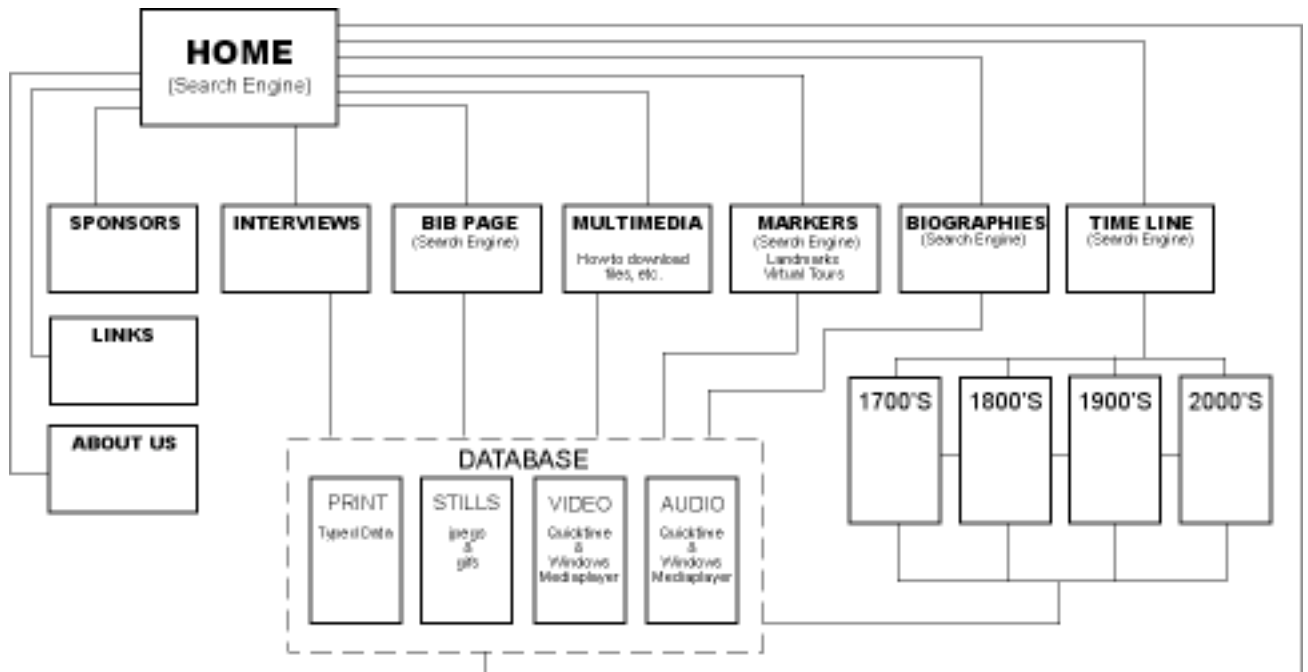 HOME
(Search Engine)
SPONSORS
INTERVIEWS
BIB PAGE
(Search Engine)
MULTIMEDIA
How to download
files, etc.
MARKERS
(Search Engine)
Landmarks
Virtual Tours
BIOGRAPHIES
(Search Engine)
TIME LINE
(Search Engine)
LINKS
ABOUT US
1700'S
1800'S
1900'S
2000'S
DATABASE
PRINT
Typed Data
STILLS
jpegs
&
gifs
VIDEO
Quicktime
&
Windows
Mediaplayer
AUDIO
Quicktime
&
Windows
Mediaplayer